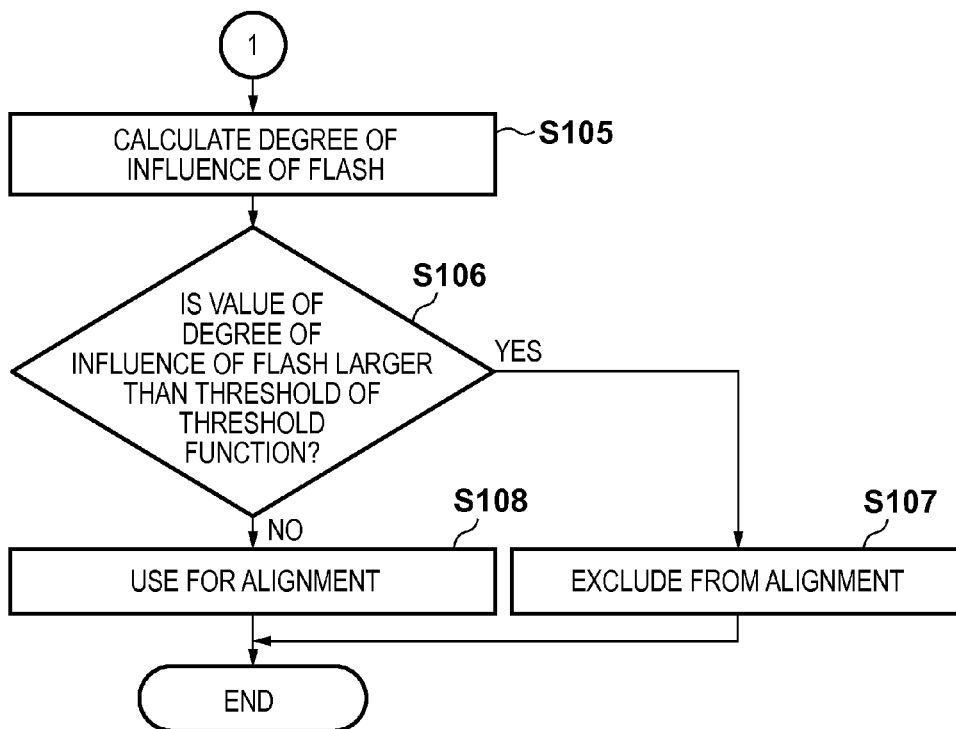 1
CALCULATE DEGREE OF
INFLUENCE OF FLASH
S105
S106
IS VALUE OF
DEGREE OF
INFLUENCE OF FLASH LARGER
THAN THRESHOLD OF
THRESHOLD
FUNCTION?
YES
NO
S108
USE FOR ALIGNMENT
S107
EXCLUDE FROM ALIGNMENT
END